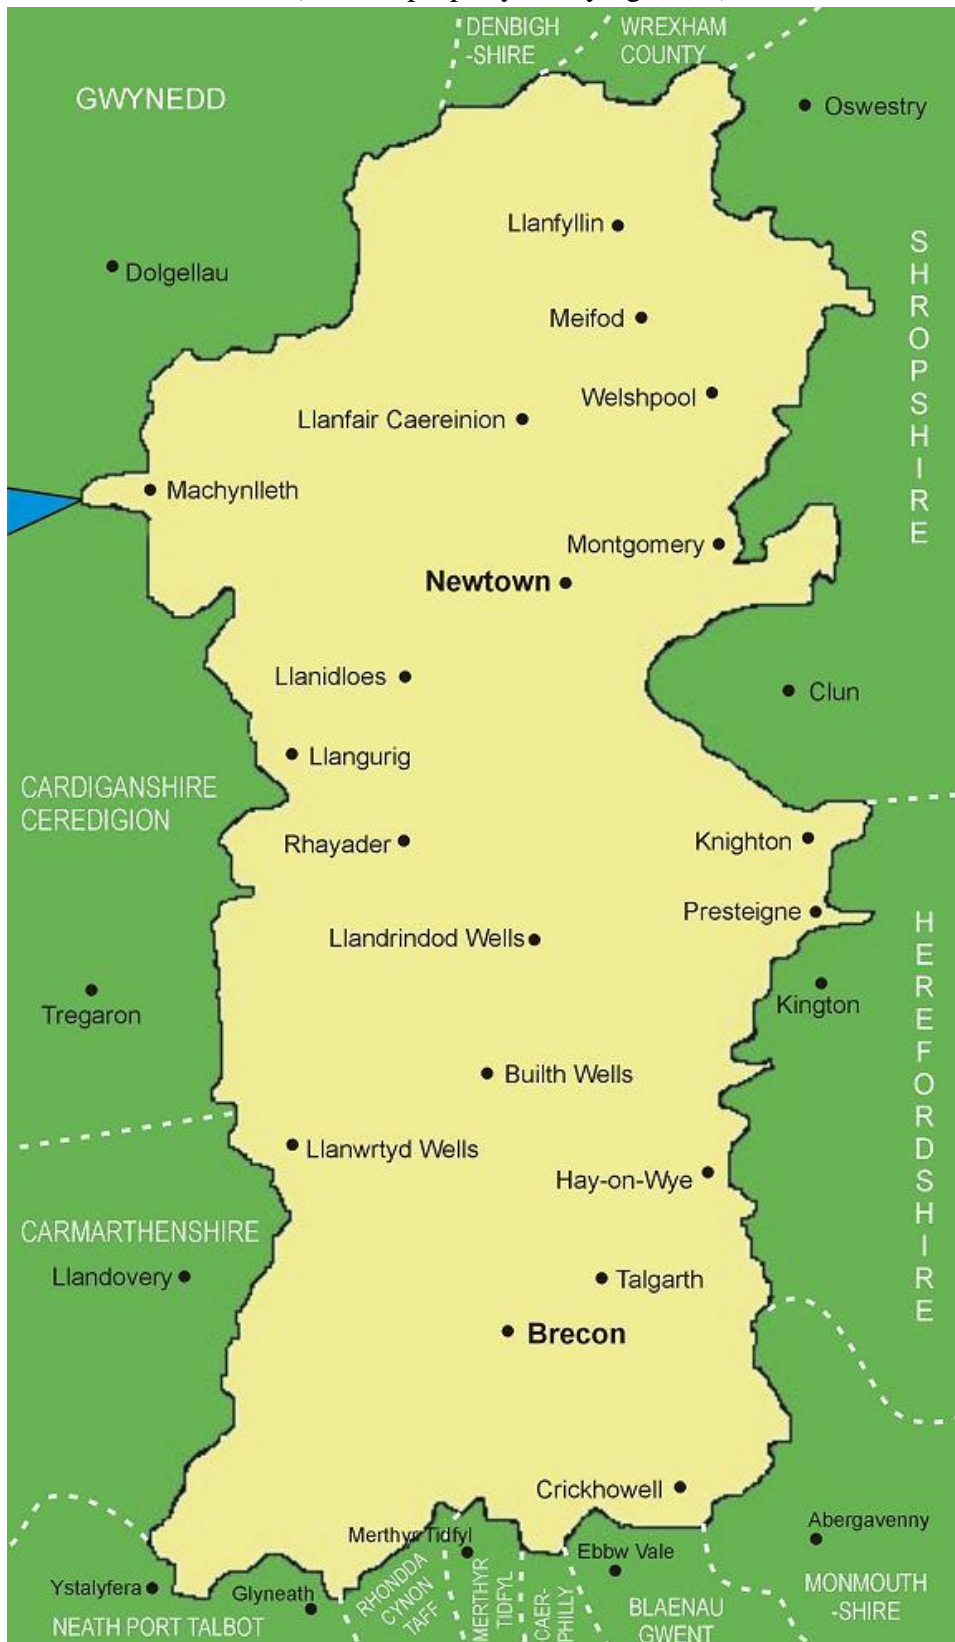 DENBIGH
-SHIRE
WREXHAM
COUNTY
GWYNEDD
Oswestry
Llanfyllin
SHROPSHIRE
Dolgellau
Meifod
Welshpool
Llanfair Caereinion
Machynlleth
Montgomery
Newtown
Llanidloes
Clun
Llangurig
CARDIGANSHIRE
CEREDIGION
Rhayader
Knighton
Presteigne
HEREFORDSHIRE
Llandrindod Wells
Tregaron
Kington
Builth Wells
Llanwrtyd Wells
Hay-on-Wye
CARMARTHENSHIRE
Llandovery
Talgarth
Brecon
Crickhowell
Abergavenny
Merthyr Tidfyl
Ebbw Vale
Ystalyfera
Glyneath
RHONDDA
CYNON
TAFF
MERTHYR
TIDFYL
CAER-
PHILLY
BLAENAU
GWENT
MONMOUTH
-SHIRE
NEATH PORT TALBOT